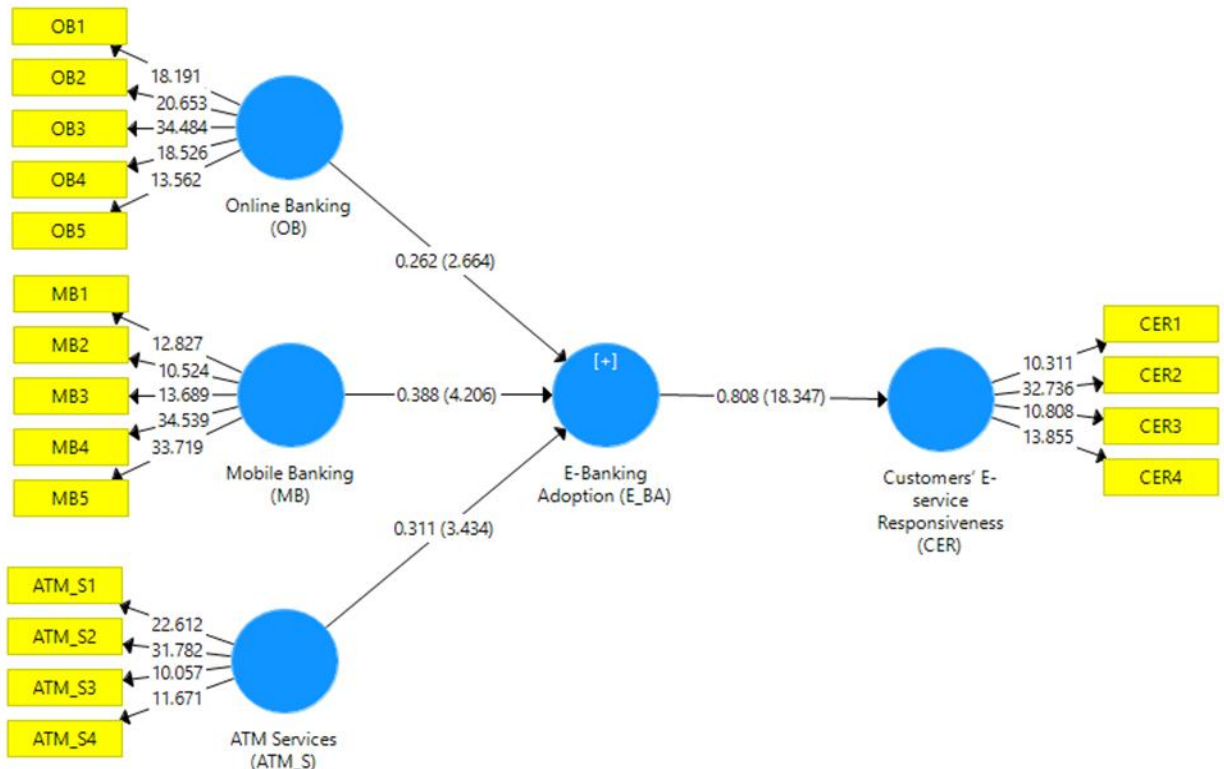 OB1
OB2
OB3
OB4
OB5
18.191
20.653
34.484
18.526
13.562
Online Banking
(OB)
0.262 (2.664)
MB1
MB2
MB3
MB4
MB5
12.827
10.524
13.689
34.539
33.719
Mobile Banking
(MB)
0.388 (4.206)
[+]
E-Banking
Adoption (E_BA)
0.808 (18.347)
Customers' E-
service
Responsiveness
(CER)
10.311
32.736
10.808
13.855
CER1
CER2
CER3
CER4
0.311 (3.434)
ATM_S1
ATM_S2
ATM_S3
ATM_S4
22.612
31.782
10.057
11.671
ATM Services
(ATM_S)